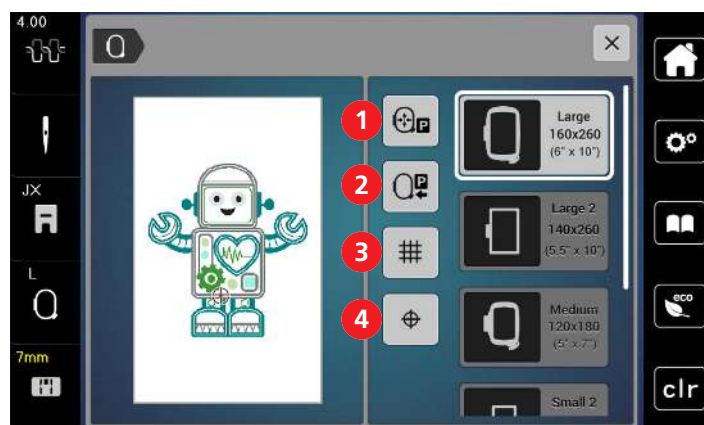 4.00
JX
L
7mm
1
P
2
P
3
4
Large
160x260
(6" x 10")
Large 2
140x260
(5.5" x 10")
Medium
120x180
(5" x 7")
Small 2
eco
clr